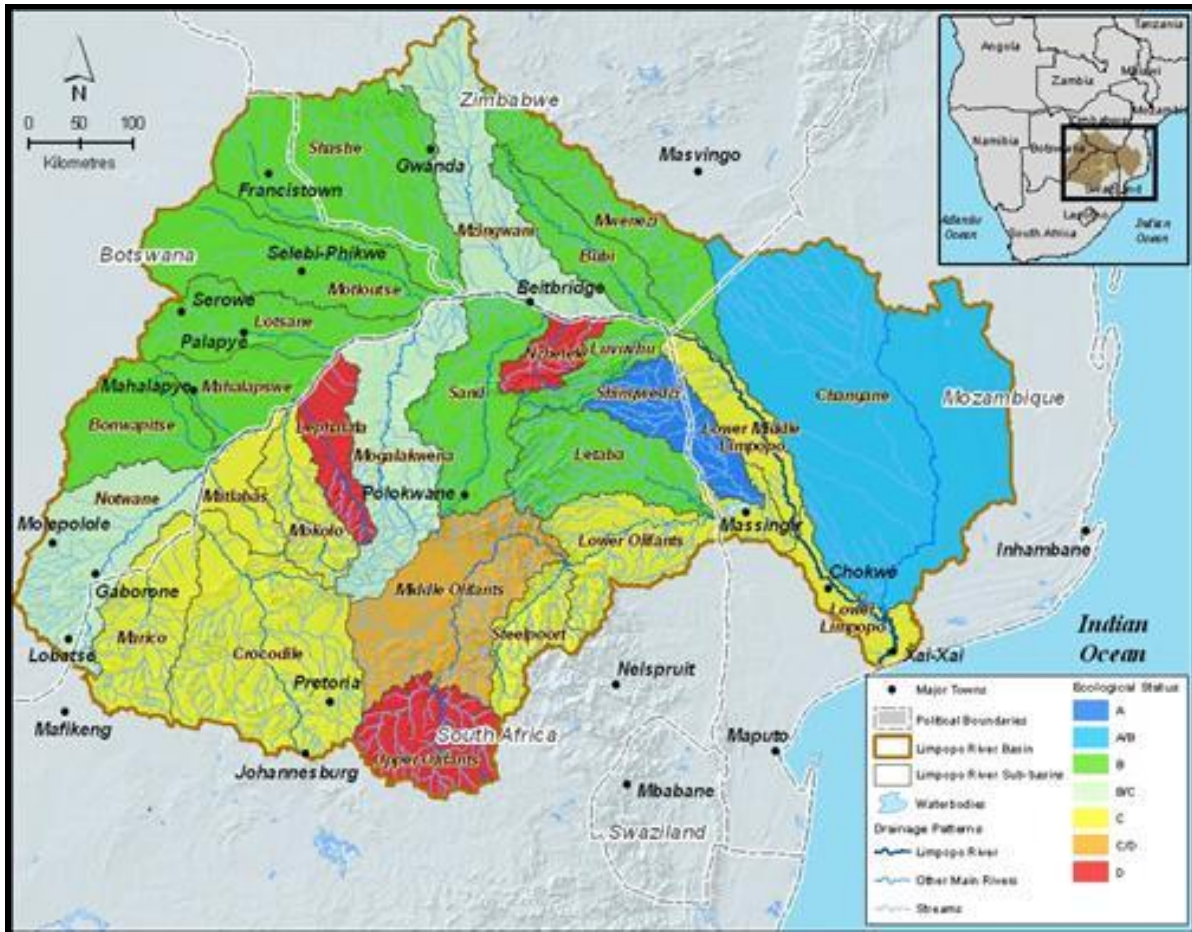 N
0 50 100
Kilometres
Zimbabwe
Masvingo
Shashe
Gwanda
Francistown
Mzingwani
Mwenezi
Bubi
Botswana
Selebi-Phikwe
Motloutse
Beitbridge
Serowe
Lotsane
Palapye
Nzhelele
Luvuvhu
Mahalapye
Mahalapswe
Sand
Shingwedzi
Changane
Mozambique
Bonwapitse
Lephalala
Lower Middle
Limpopo
Mogalakwena
Letaba
Notwane
Matlabas
Polokwane
Molepolole
Mokolo
Massingir
Lower Olifants
Inhambane
Gaborone
Middle Olifants
Chokwe
Lower
Limpopo
Marico
Steelpoort
Lobatse
Crocodile
Xai-Xai
Indian
Ocean
Pretoria
Nelspruit
Mafikeng
South Africa
Upper Olifants
Johannesburg
Maputo
Mbabane
Swaziland
Tanzania
Angola
Zambia
Malawi
Zimbabwe
Namibia
Botswana
Atlantic
Ocean
South Africa
Indian
Ocean
Major Towns
Political Boundaries
Limpopo River Basin
Limpopo River Sub-basins
Waterbodies
Drainage Patterns
Limpopo River
Other Main Rivers
Streams
Ecological Status
A
A/B
B
B/C
C
C/D
D